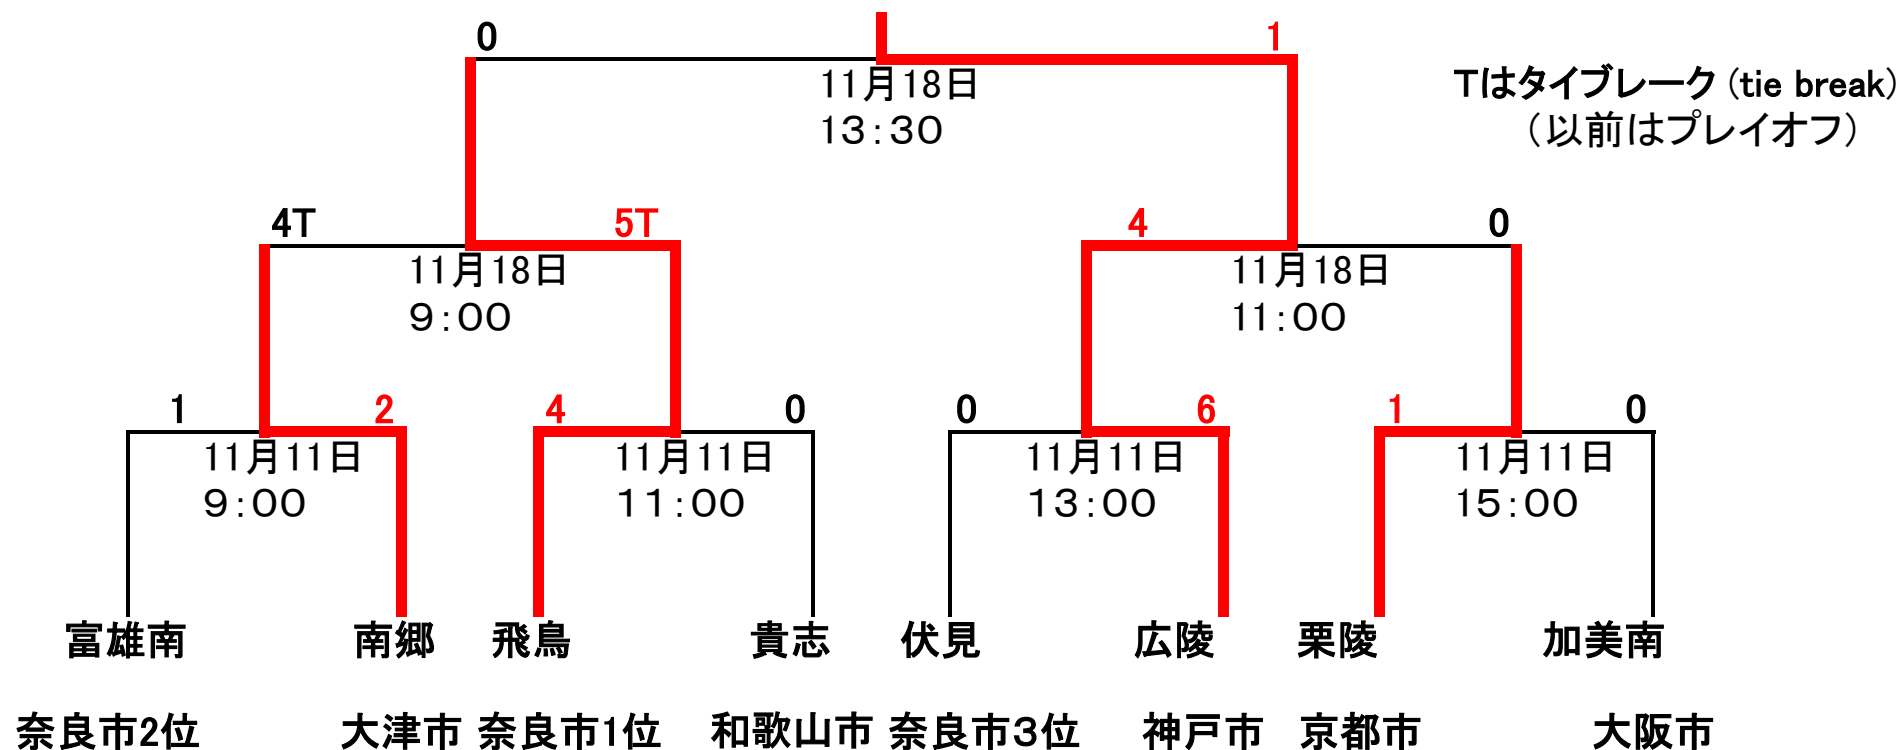 0
1
11月18日
13:30
Tはタイブレーク(tie break)
（以前はプレイオフ）
4T
5T
4
0
11月18日
9:00
11月18日
11:00
1
2
4
0
0
6
1
0
11月11日
9:00
11月11日
11:00
11月11日
13:00
11月11日
15:00
富雄南
南郷
飛鳥
貴志
伏見
広陵
栗陵
加美南
奈良市2位
大津市
奈良市1位
和歌山市
奈良市3位
神戸市
京都市
大阪市